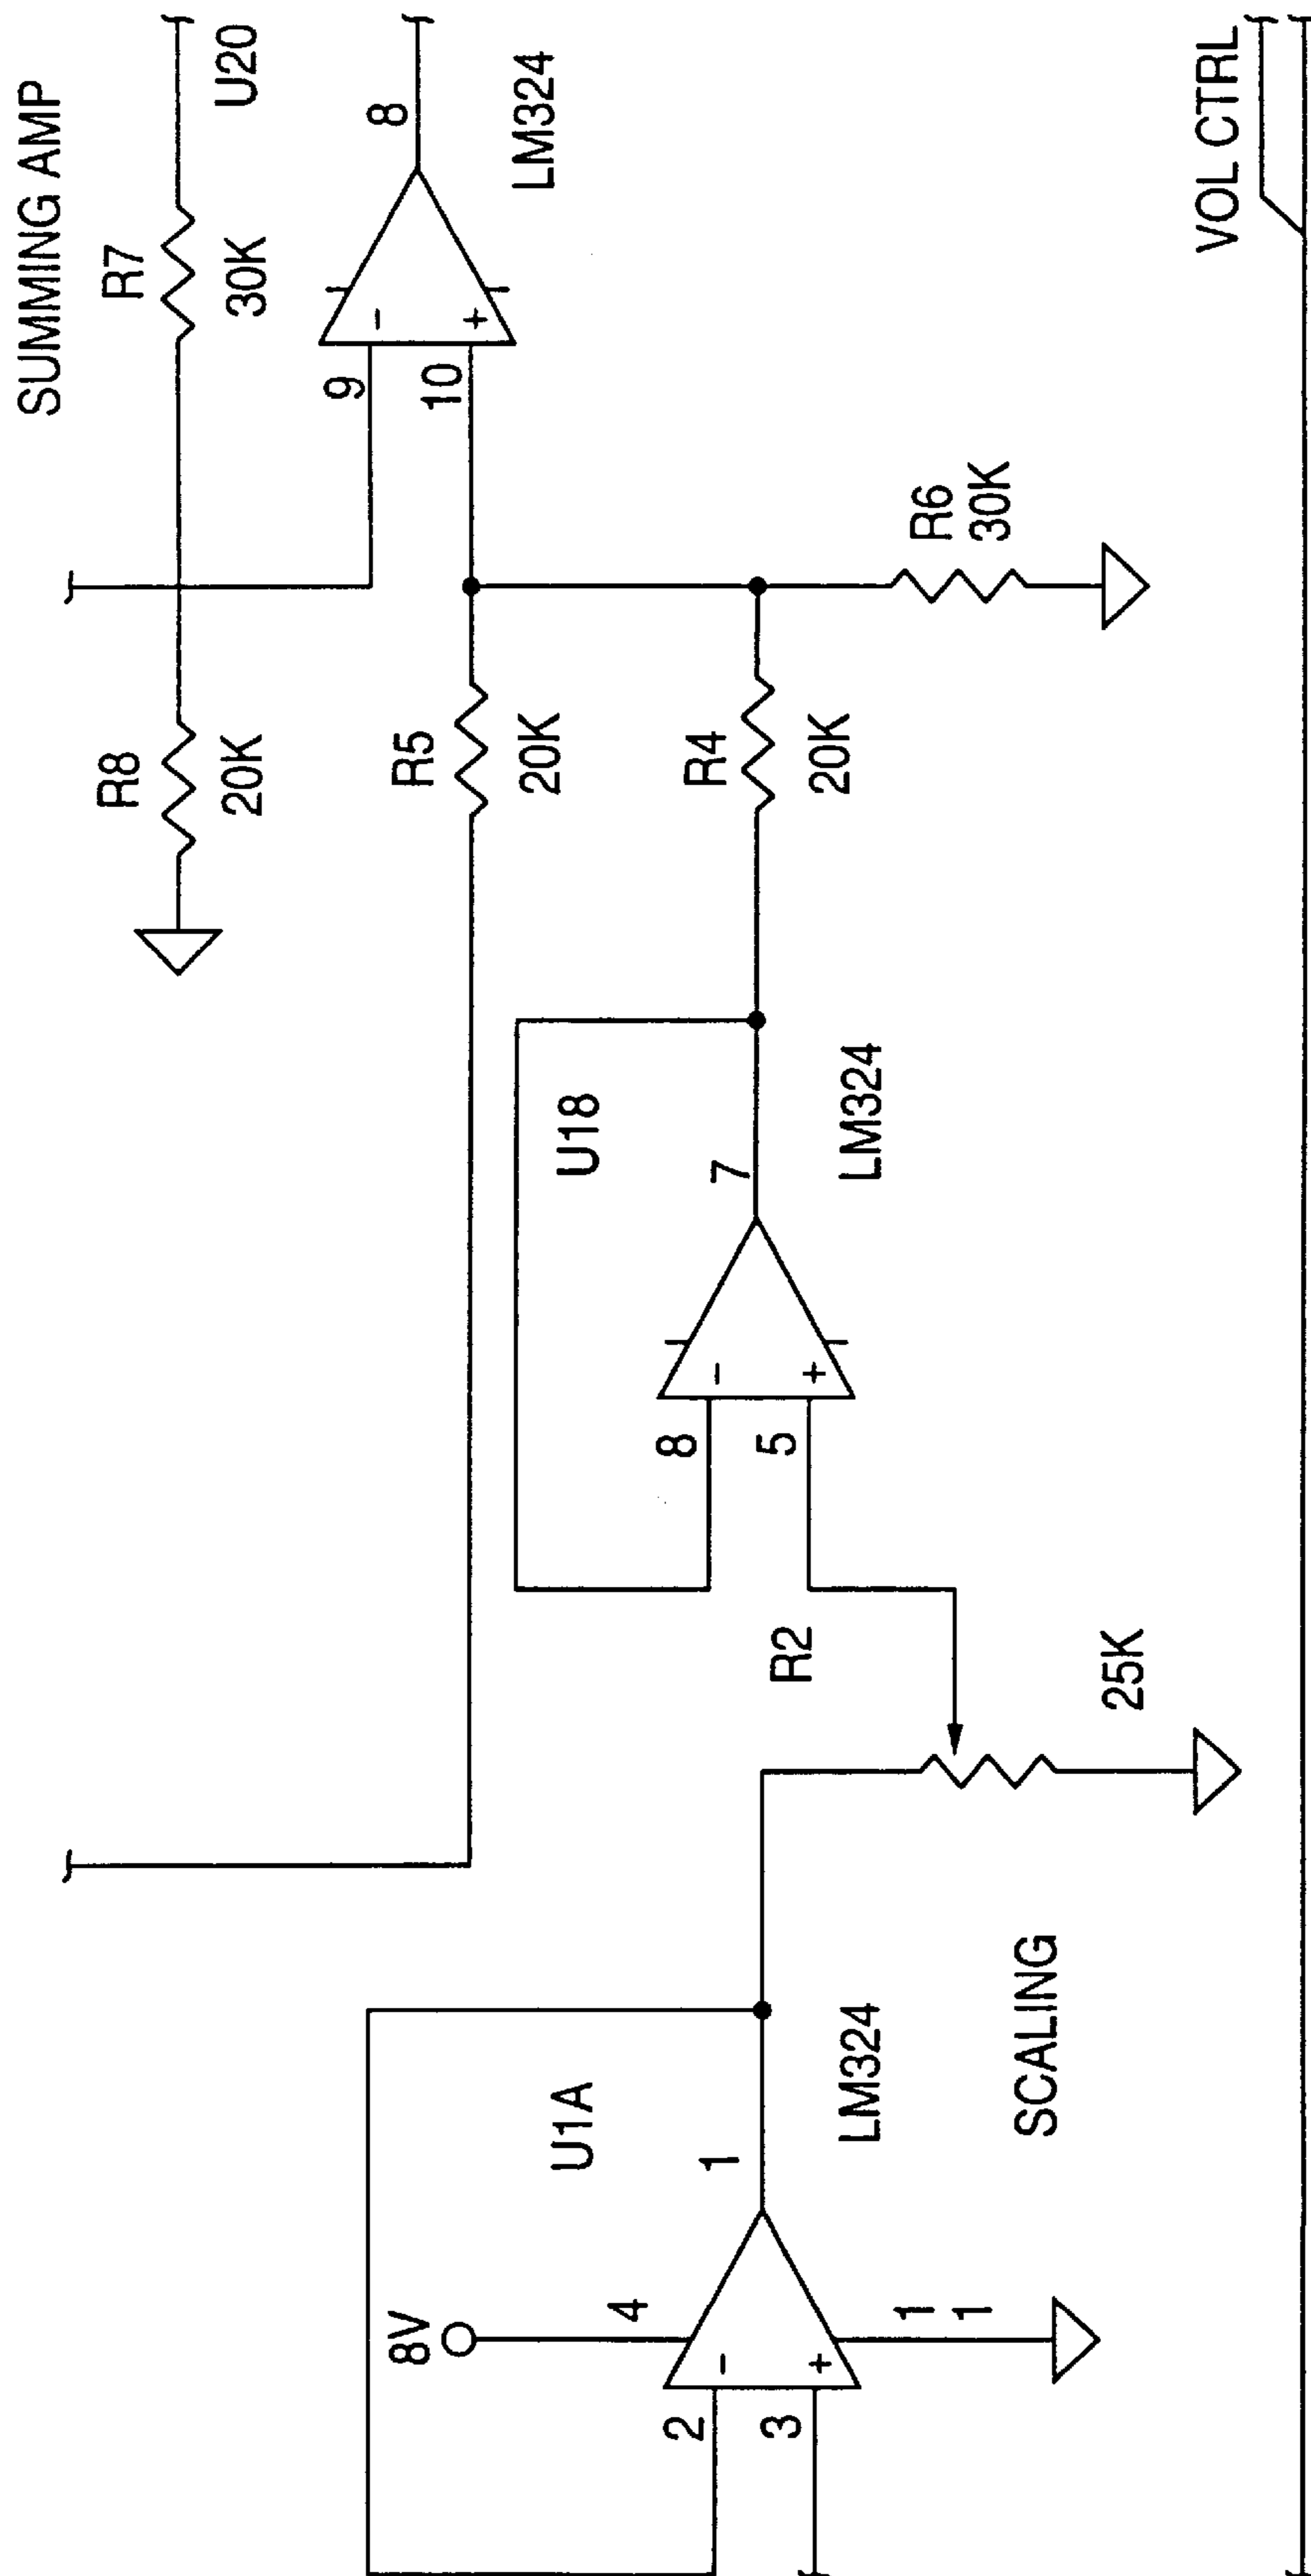 SUMMING AMP
R8
20K
R7
30K
U20
9
-
10
+
8
LM324
R5
20K
R4
20K
R6
30K
U18
8
-
5
+
7
LM324
R2
25K
8V
U1A
4
2
-
3
+
1
1
1
LM324
SCALING
VOL CTRL